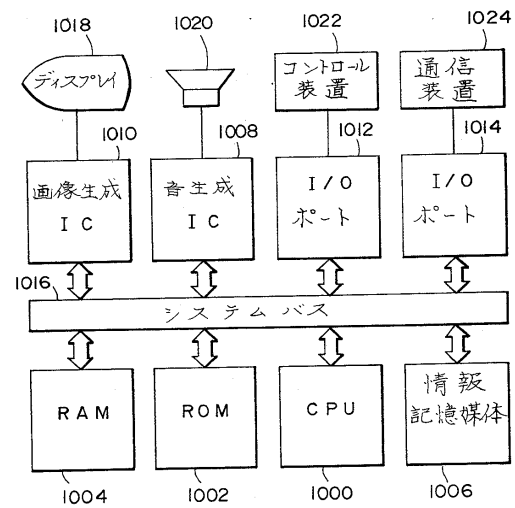 1018
1020
1022
1024
ディスプレイ
コントロール
装置
通信
装置
1010
1008
1012
1014
画像生成
IC
音生成
IC
I/O
ポート
I/O
ポート
1016
システムバス
RAM
ROM
CPU
情報
記憶媒体
1004
1002
1000
1006